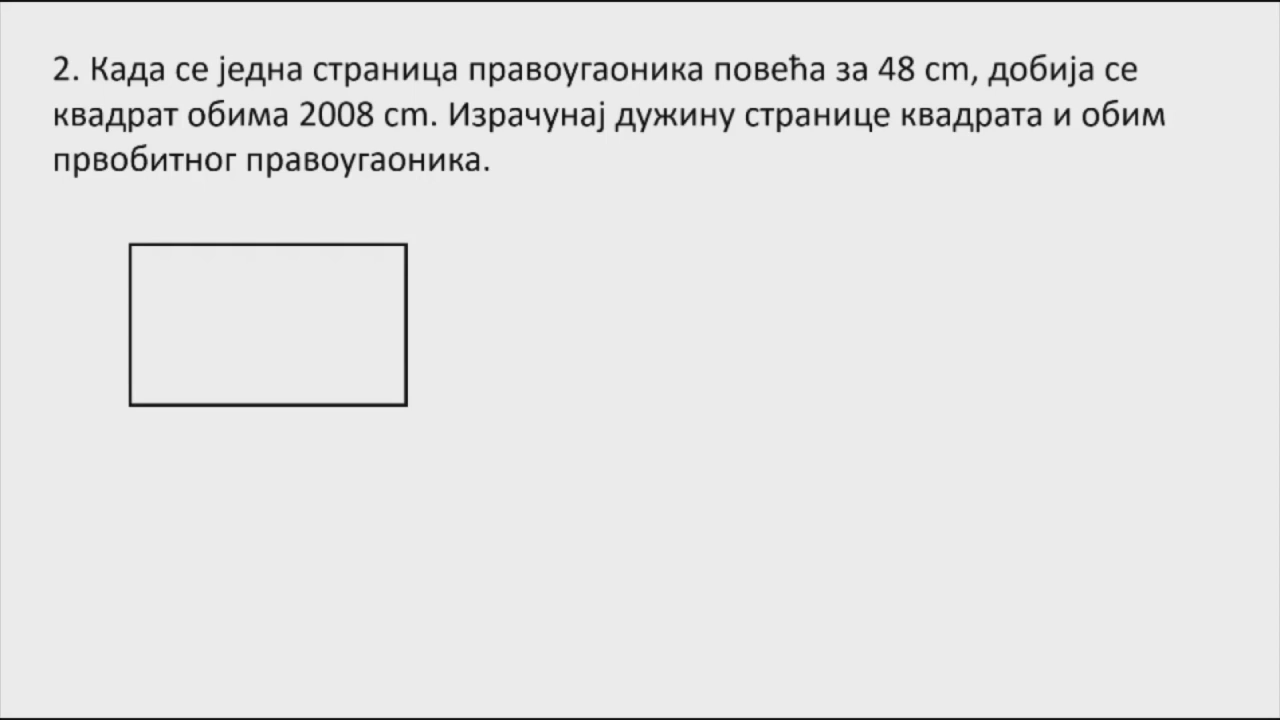 2. Када се једна страница правоугаоника повећа за 48 cm, добија се
квадрат обима 2008 cm. Израчунај дужину странице квадрата и обим
првобитног правоугаоника.